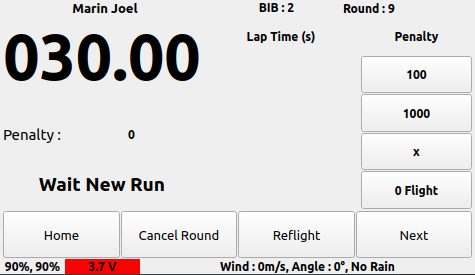 Marin Joel BIB : 2 Round : 9
030.00 Lap Time (s) Penalty
100
1000
Penalty : 0
x
Wait New Run 0 Flight
Home Cancel Round Reflight Next
90%, 90% 3.7 V Wind : 0m/s, Angle : 0°, No Rain